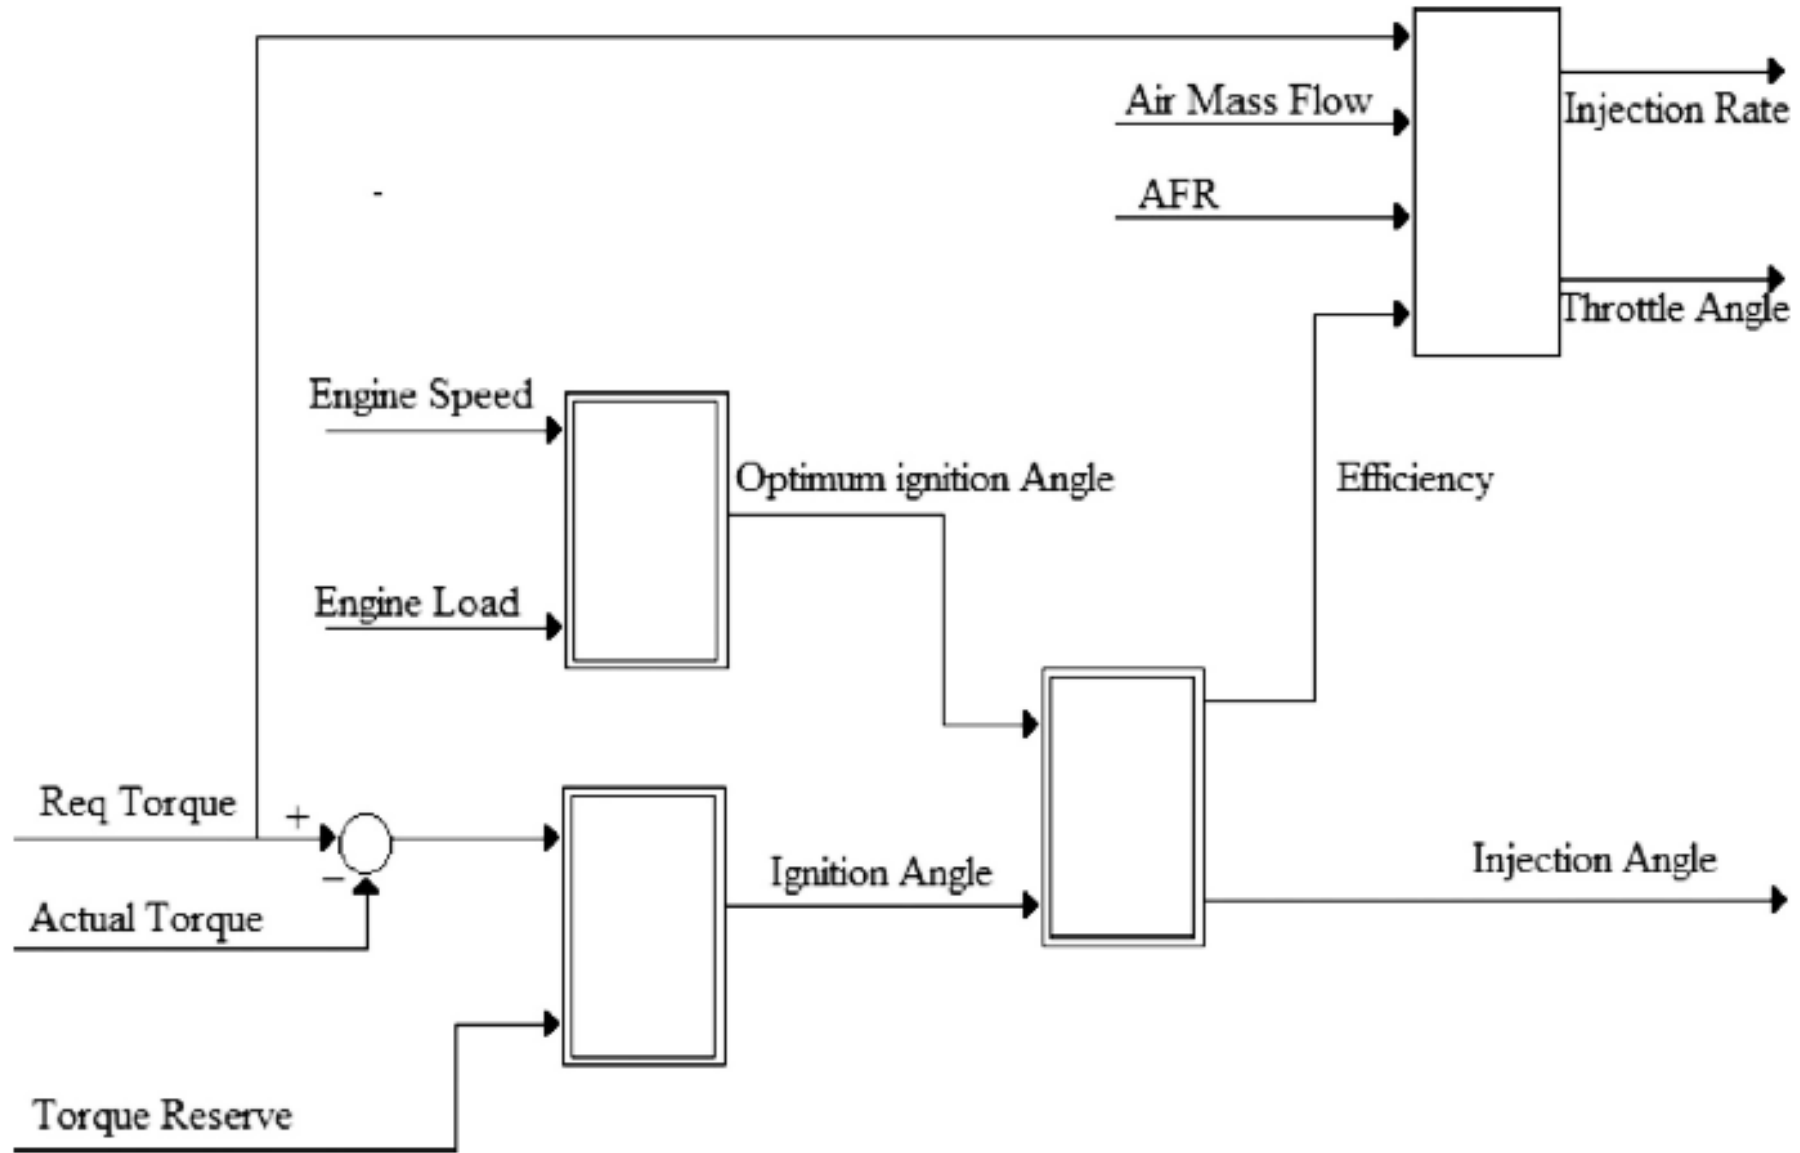 Air Mass Flow
Injection Rate
-
AFR
Throttle Angle
Engine Speed
Optimum ignition Angle
Efficiency
Engine Load
Req Torque
+
−
Ignition Angle
Injection Angle
Actual Torque
Torque Reserve